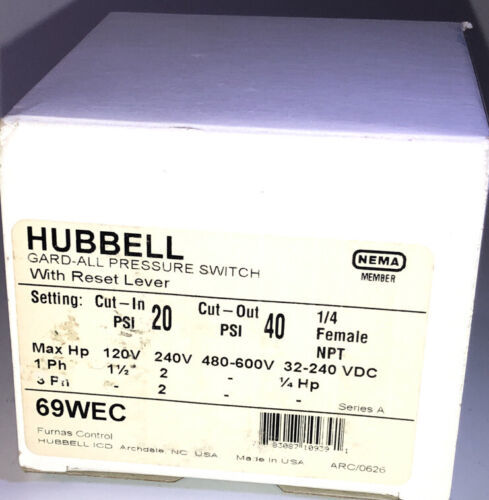 HUBBELL
GARD-ALL PRESSURE SWITCH
With Reset Lever
NEMA
MEMBER
Setting: Cut-In PSI 20 Cut-Out PSI 40 1/4 Female NPT
Max Hp 120V 240V 480-600V 32-240 VDC
1 Ph 1½ 2 - ¼ Hp
3 Ph - 2 - -
Series A
69WEC
Furnas Control
HUBBELL ICD Archdale, NC, USA
Made In USA
ARC/0626